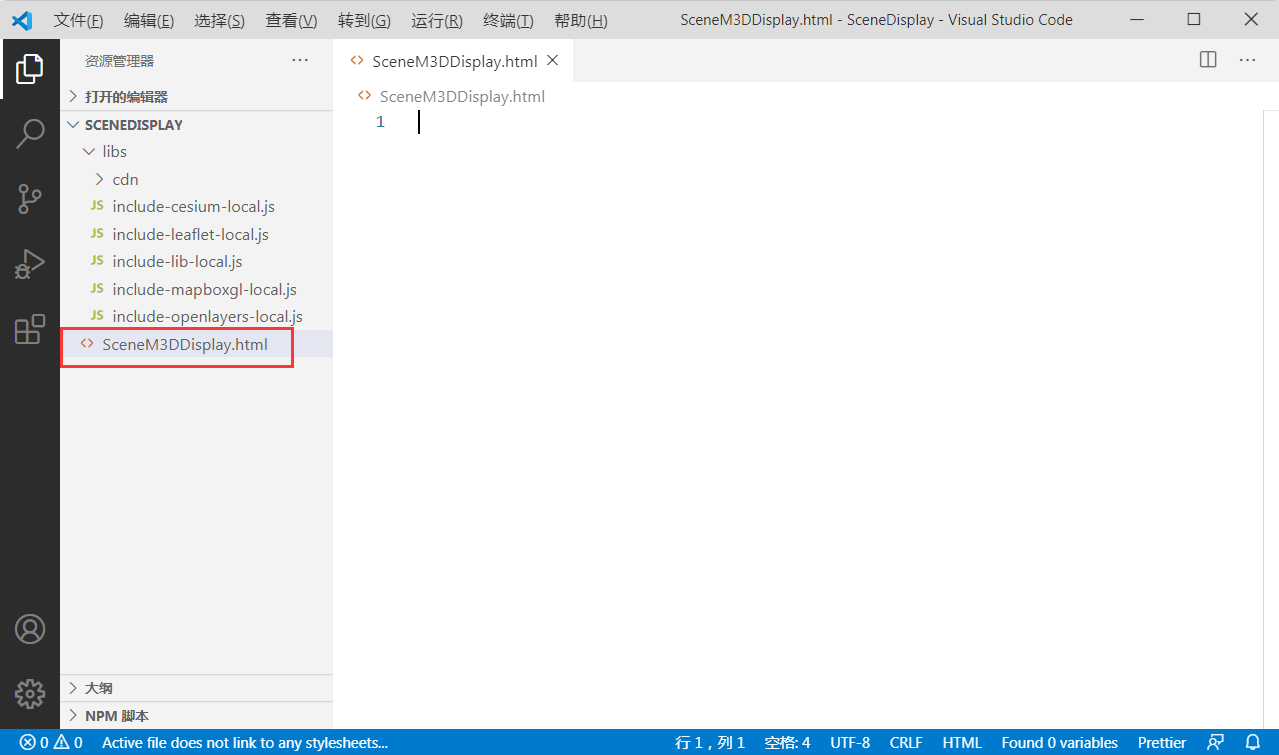 文件(F) 编辑(E) 选择(S) 查看(V) 转到(G) 运行(R) 终端(T) 帮助(H) SceneM3DDisplay.html - SceneDisplay - Visual Studio Code
资源管理器
打开的编辑器
SCENEDISPLAY
libs
cdn
JS include-cesium-local.js
JS include-leaflet-local.js
JS include-lib-local.js
JS include-mapboxgl-local.js
JS include-openlayers-local.js
<> SceneM3DDisplay.html
大纲
NPM 脚本
<> SceneM3DDisplay.html
<> SceneM3DDisplay.html
1
0 0 Active file does not link to any stylesheets... 行 1，列 1 空格: 4 UTF-8 CRLF HTML Found 0 variables Prettier